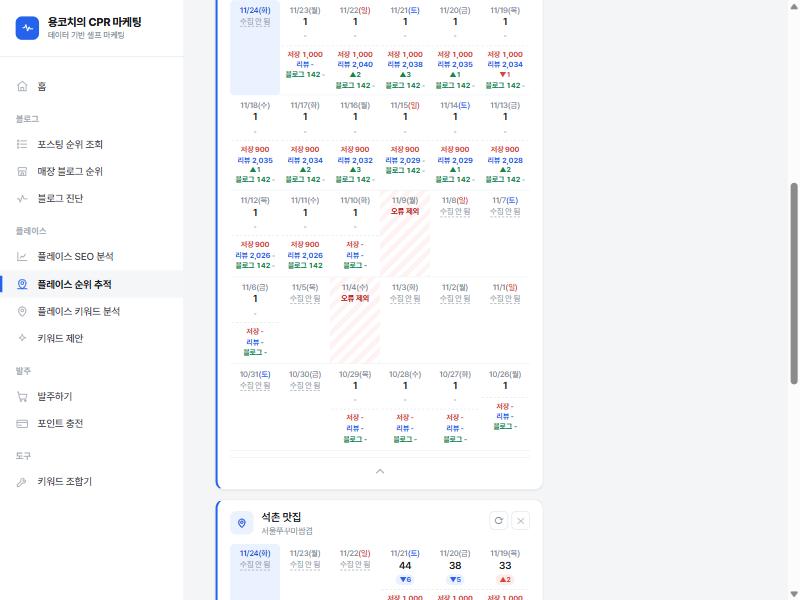 용코치의 CPR 마케팅
데이터 기반 셀프 마케팅
홈
블로그
포스팅 순위 조회
매장 블로그 순위
블로그 진단
플레이스
플레이스 SEO 분석
플레이스 순위 추적
플레이스 키워드 분석
키워드 제안
발주
발주하기
포인트 충전
도구
키워드 조합기
11/24(화) 11/23(월) 11/22(일) 11/21(토) 11/20(금) 11/19(목)
수집 안 됨 1 1 1 1 1
- - - - -
저장 1,000 저장 1,000 저장 1,000 저장 1,000 저장 1,000
리뷰 - 리뷰 2,040 리뷰 2,038 리뷰 2,035 리뷰 2,034
블로그 142 - ▲2 ▲3 ▲1 ▼1
블로그 142 - 블로그 142 - 블로그 142 - 블로그 142 -
11/18(수) 11/17(화) 11/16(월) 11/15(일) 11/14(토) 11/13(금)
1 1 1 1 1 1
- - - - - -
저장 900 저장 900 저장 900 저장 900 저장 900 저장 900
리뷰 2,035 리뷰 2,034 리뷰 2,032 리뷰 2,029 - 리뷰 2,029 리뷰 2,028
▲1 ▲2 ▲3 블로그 142 - ▲1 ▲2
블로그 142 - 블로그 142 - 블로그 142 - 블로그 142 - 블로그 142 -
11/12(목) 11/11(수) 11/10(화) 11/9(월) 11/8(일) 11/7(토)
1 1 1 오류 제외 수집 안 됨 수집 안 됨
- - -
저장 900 저장 900 저장 -
리뷰 2,026 - 리뷰 2,026 리뷰 -
블로그 142 - 블로그 142 블로그 -
11/6(금) 11/5(목) 11/4(수) 11/3(화) 11/2(월) 11/1(일)
1 수집 안 됨 오류 제외 수집 안 됨 수집 안 됨 수집 안 됨
-
저장 -
리뷰 -
블로그 -
10/31(토) 10/30(금) 10/29(목) 10/28(수) 10/27(화) 10/26(월)
수집 안 됨 수집 안 됨 1 1 1 1
- - -
저장 - 저장 - 저장 - 저장 -
리뷰 - 리뷰 - 리뷰 - 리뷰 -
블로그 - 블로그 - 블로그 - 블로그 -
석촌 맛집
서울쭈꾸미쌈겹
11/24(화) 11/23(월) 11/22(일) 11/21(토) 11/20(금) 11/19(목)
수집 안 됨 수집 안 됨 수집 안 됨 44 38 33
▼6 ▼5 ▲2
저장 1,000 저장 1,000 저장 1,000